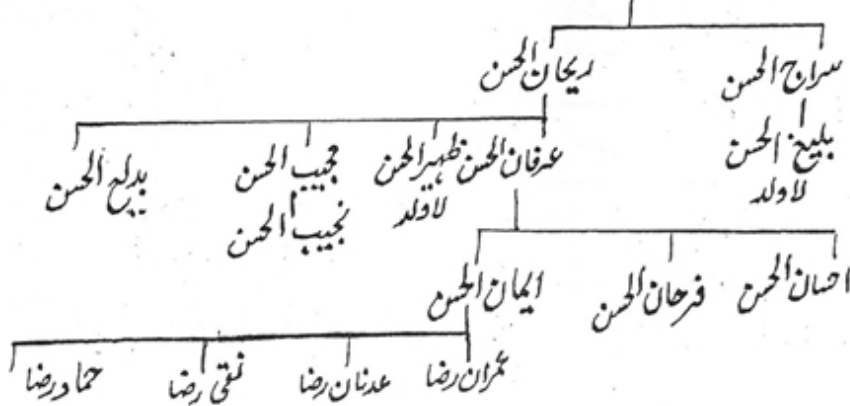 سراج الحسن ریحان الحسن
بلیغ الحسن عرفان الحسن ظہیر الحسن مجیب الحسن بدیع الحسن
لاولد لاولد نجیب الحسن
احسان الحسن فرحان الحسن ایمان الحسن
عمران رضا عدنان رضا نقی رضا حماد رضا